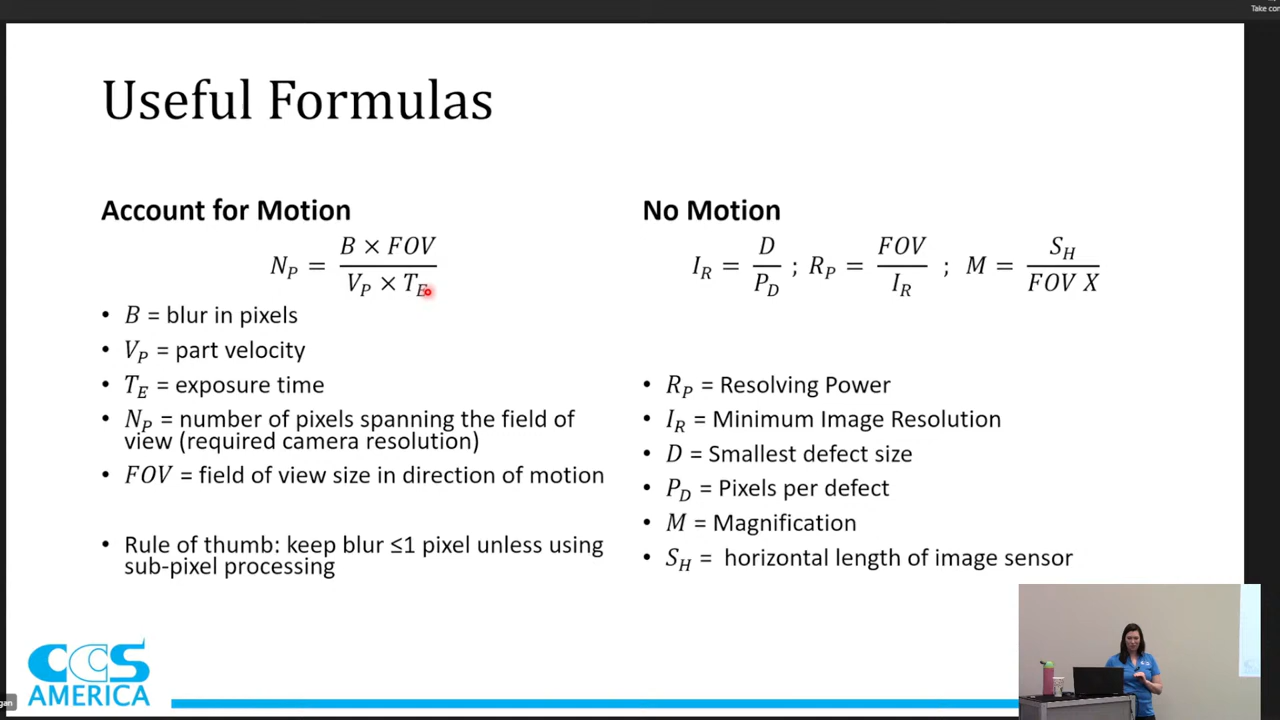 Take con
Useful Formulas
Account for Motion
N_P = (B × FOV) / (V_P × T_E)
• B = blur in pixels
• V_P = part velocity
• T_E = exposure time
• N_P = number of pixels spanning the field of
view (required camera resolution)
• FOV = field of view size in direction of motion
• Rule of thumb: keep blur ≤1 pixel unless using
sub-pixel processing
No Motion
I_R = D / P_D ; R_P = FOV / I_R ; M = S_H / FOV X
• R_P = Resolving Power
• I_R = Minimum Image Resolution
• D = Smallest defect size
• P_D = Pixels per defect
• M = Magnification
• S_H = horizontal length of image sensor
CCS
AMERICA
gan